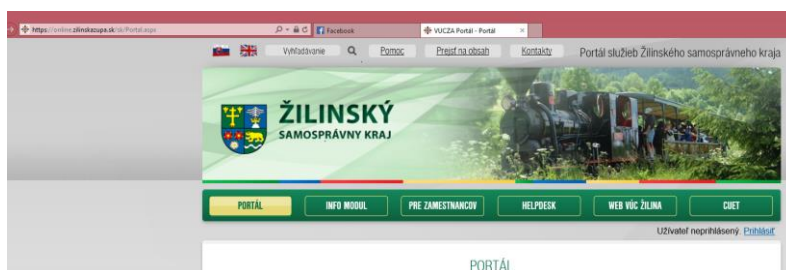 https://online.zilinskazupa.sk/sk/Portal.aspx
Facebook
VUCZA Portál - Portál
Vyhľadávanie
Pomoc
Prejsť na obsah
Kontakty
Portál služieb Žilinského samosprávneho kraja
ŽILINSKÝ
SAMOSPRÁVNY KRAJ
PORTÁL
INFO MODUL
PRE ZAMESTNANCOV
HELPDESK
WEB VÚC ŽILINA
CUET
Užívateľ neprihlásený. Prihlásiť
PORTÁL